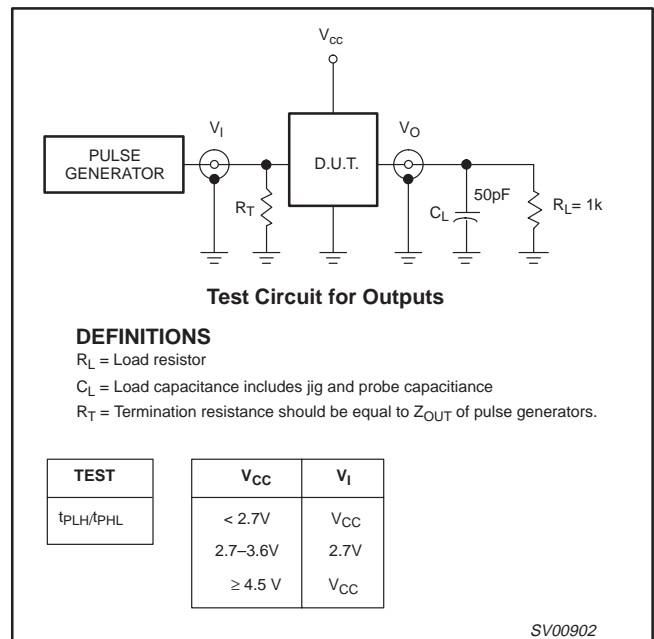 Vcc
VI
VO
PULSE GENERATOR
D.U.T.
RT
50pF
CL
RL= 1k
Test Circuit for Outputs
DEFINITIONS
RL = Load resistor
CL = Load capacitance includes jig and probe capacitiance
RT = Termination resistance should be equal to ZOUT of pulse generators.
TEST
tPLH/tPHL
VCC VI
< 2.7V VCC
2.7–3.6V 2.7V
≥ 4.5 V VCC
SV00902